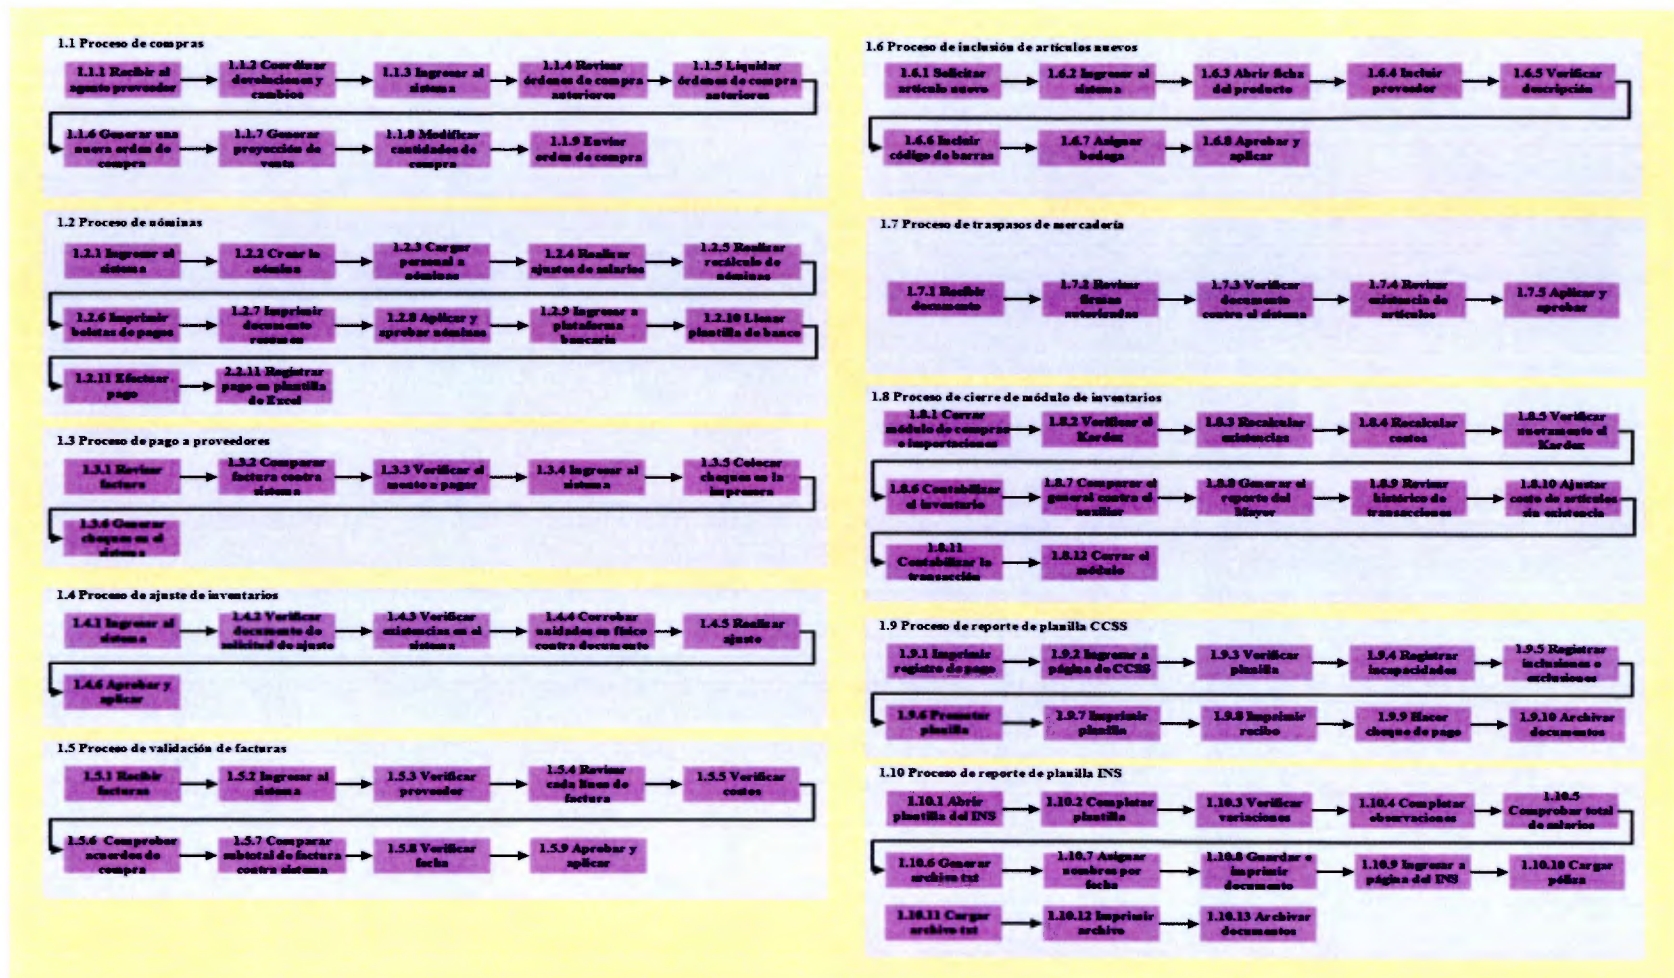 1.1 Proceso de compras
1.1.1 Recibir al
agente proveedor
1.1.2 Coordinar
devoluciones y
cambios
1.1.3 Ingresar al
sistema
1.1.4 Revisar
órdenes de compra
anteriores
1.1.5 Liquidar
órdenes de compra
anteriores
1.1.6 Generar una
nueva orden de
compra
1.1.7 Generar
proyección de
venta
1.1.8 Modificar
cantidades de
compra
1.1.9 Enviar
orden de compra
1.2 Proceso de nóminas
1.2.1 Ingresar al
sistema
1.2.2 Crear la
nómina
1.2.3 Cargar
personal a
nóminas
1.2.4 Realizar
ajustes de salarios
1.2.5 Realizar
recálculo de
nóminas
1.2.6 Imprimir
boletas de pagos
1.2.7 Imprimir
documento
resumen
1.2.8 Aplicar y
aprobar nóminas
1.2.9 Ingresar a
plataforma
bancaria
1.2.10 Llenar
plantilla de banco
1.2.11 Efectuar
pago
2.2.11 Registrar
pago en plantilla
de Excel
1.3 Proceso de pago a proveedores
1.3.1 Revisar
factura
1.3.2 Comparar
factura contra
sistema
1.3.3 Verificar el
monto a pagar
1.3.4 Ingresar al
sistema
1.3.5 Colocar
cheques en la
impresora
1.3.6 Generar
cheques en el
sistema
1.4 Proceso de ajuste de inventarios
1.4.1 Ingresar al
sistema
1.4.2 Verificar
documento de
solicitud de ajuste
1.4.3 Verificar
existencias en el
sistema
1.4.4 Corrobar
unidades en físico
contra documento
1.4.5 Realizar
ajuste
1.4.6 Aprobar y
aplicar
1.5 Proceso de validación de facturas
1.5.1 Recibir
facturas
1.5.2 Ingresar al
sistema
1.5.3 Verificar
proveedor
1.5.4 Revisar
cada línea de
factura
1.5.5 Verificar
costos
1.5.6 Comprobar
acuerdos de
compra
1.5.7 Comparar
subtotal de factura
contra sistema
1.5.8 Verificar
fecha
1.5.9 Aprobar y
aplicar
1.6 Proceso de inclusión de artículos nuevos
1.6.1 Solicitar
artículo nuevo
1.6.2 Ingresar al
sistema
1.6.3 Abrir ficha
del producto
1.6.4 Incluir
proveedor
1.6.5 Verificar
descripción
1.6.6 Incluir
código de barras
1.6.7 Asignar
bodega
1.6.8 Aprobar y
aplicar
1.7 Proceso de traspasos de mercadería
1.7.1 Recibir
documento
1.7.2 Revisar
firmas
autorizadas
1.7.3 Verificar
documento
contra el sistema
1.7.4 Revisar
existencia de
artículos
1.7.5 Aplicar y
aprobar
1.8 Proceso de cierre de módulo de inventarios
1.8.1 Cerrar
módulo de compras
e importaciones
1.8.2 Verificar el
Kardex
1.8.3 Recalcular
existencias
1.8.4 Recalcular
costos
1.8.5 Verificar
nuevamente el
Kardex
1.8.6 Contabilizar
el inventario
1.8.7 Comparar el
general contra el
auxiliar
1.8.8 Generar el
reporte del
Mayor
1.8.9 Revisar
histórico de
transacciones
1.8.10 Ajustar
costo de artículos
sin existencia
1.8.11
Contabilizar la
transacción
1.8.12 Cerrar el
módulo
1.9 Proceso de reporte de planilla CCSS
1.9.1 Imprimir
registro de pago
1.9.2 Ingresar a
página de CCSS
1.9.3 Verificar
planilla
1.9.4 Registrar
incapacidades
1.9.5 Registrar
inclusiones o
exclusiones
1.9.6 Premutar
planilla
1.9.7 Imprimir
planilla
1.9.8 Imprimir
recibo
1.9.9 Hacer
cheque de pago
1.9.10 Archivar
documentos
1.10 Proceso de reporte de planilla INS
1.10.1 Abrir
plantilla del INS
1.10.2 Completar
plantilla
1.10.3 Verificar
variaciones
1.10.4 Completar
observaciones
1.10.5
Comprobar total
de salarios
1.10.6 Generar
archivo txt
1.10.7 Asignar
nombres por
fecha
1.10.8 Guardar e
imprimir
documento
1.10.9 Ingresar a
página del INS
1.10.10 Cargar
póliza
1.10.11 Cargar
archivo txt
1.10.12 Imprimir
archivo
1.10.13 Archivar
documentos